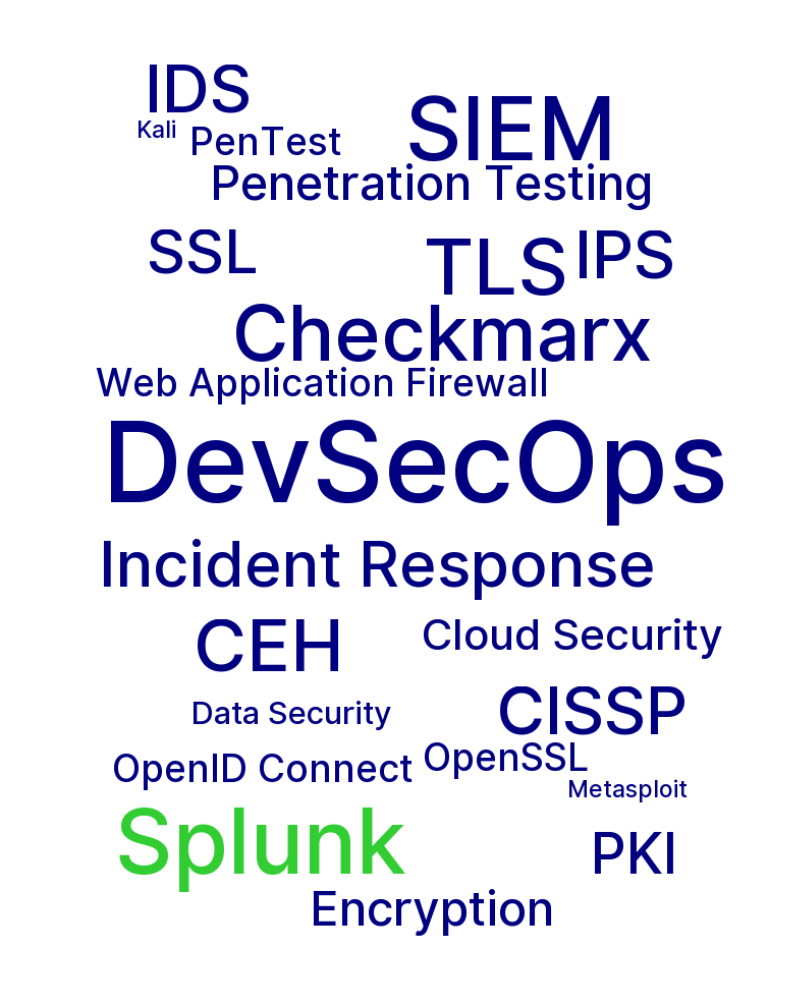 IDS
SIEM
Kali
PenTest
Penetration Testing
SSL
TLS
IPS
Checkmarx
Web Application Firewall
DevSecOps
Incident Response
CEH
Cloud Security
Data Security
CISSP
OpenID Connect
OpenSSL
Metasploit
Splunk
PKI
Encryption